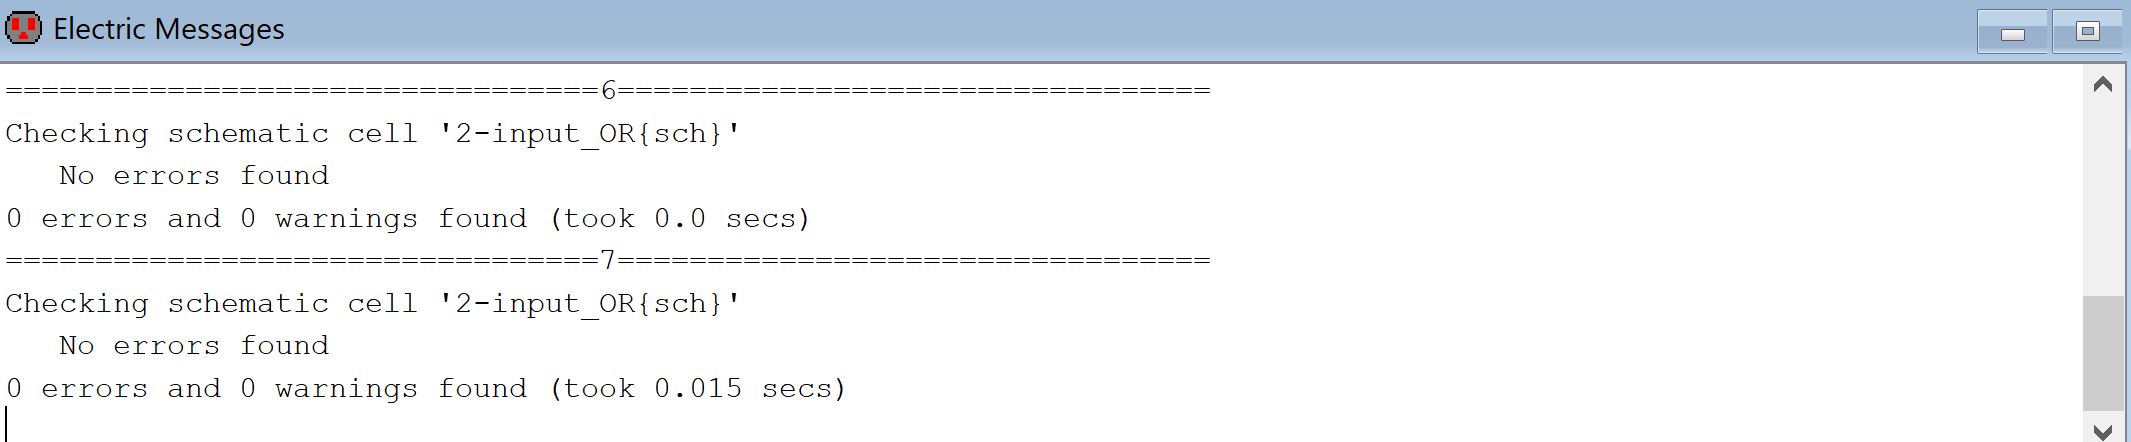 Electric Messages
=================================6=================================
Checking schematic cell '2-input_OR{sch}'
   No errors found
0 errors and 0 warnings found (took 0.0 secs)
=================================7=================================
Checking schematic cell '2-input_OR{sch}'
   No errors found
0 errors and 0 warnings found (took 0.015 secs)